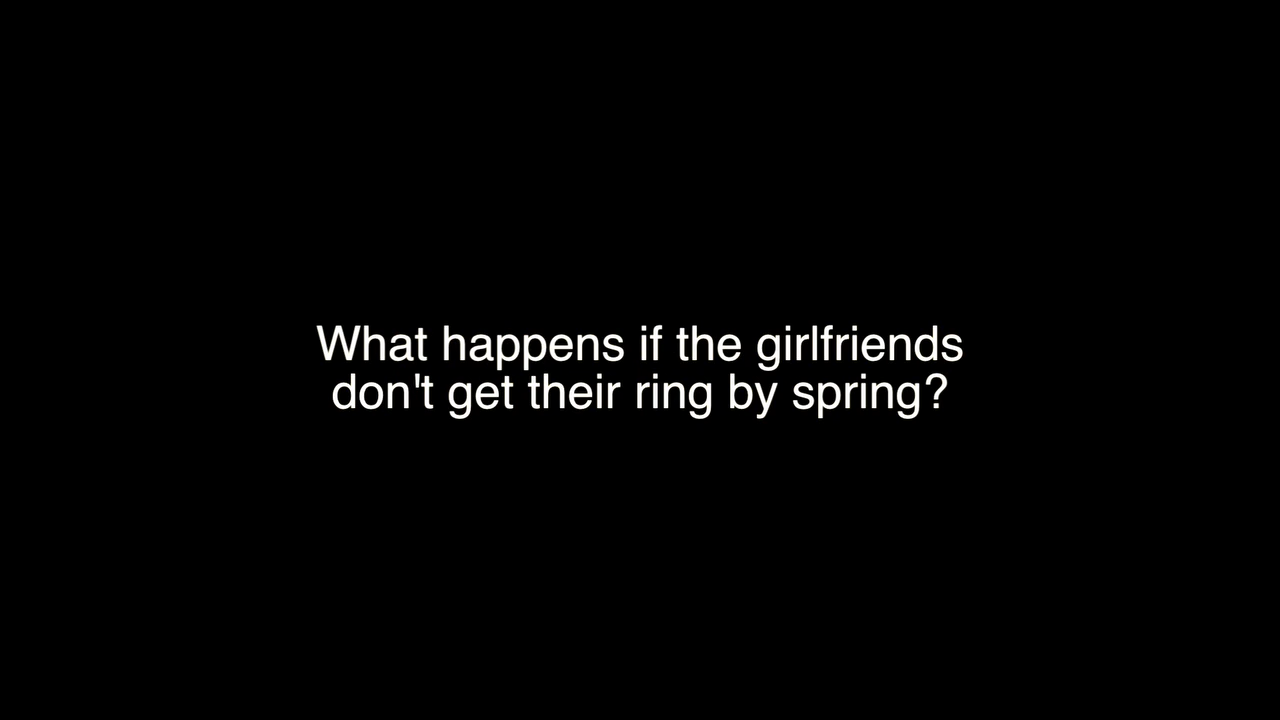 What happens if the girlfriends
don't get their ring by spring?